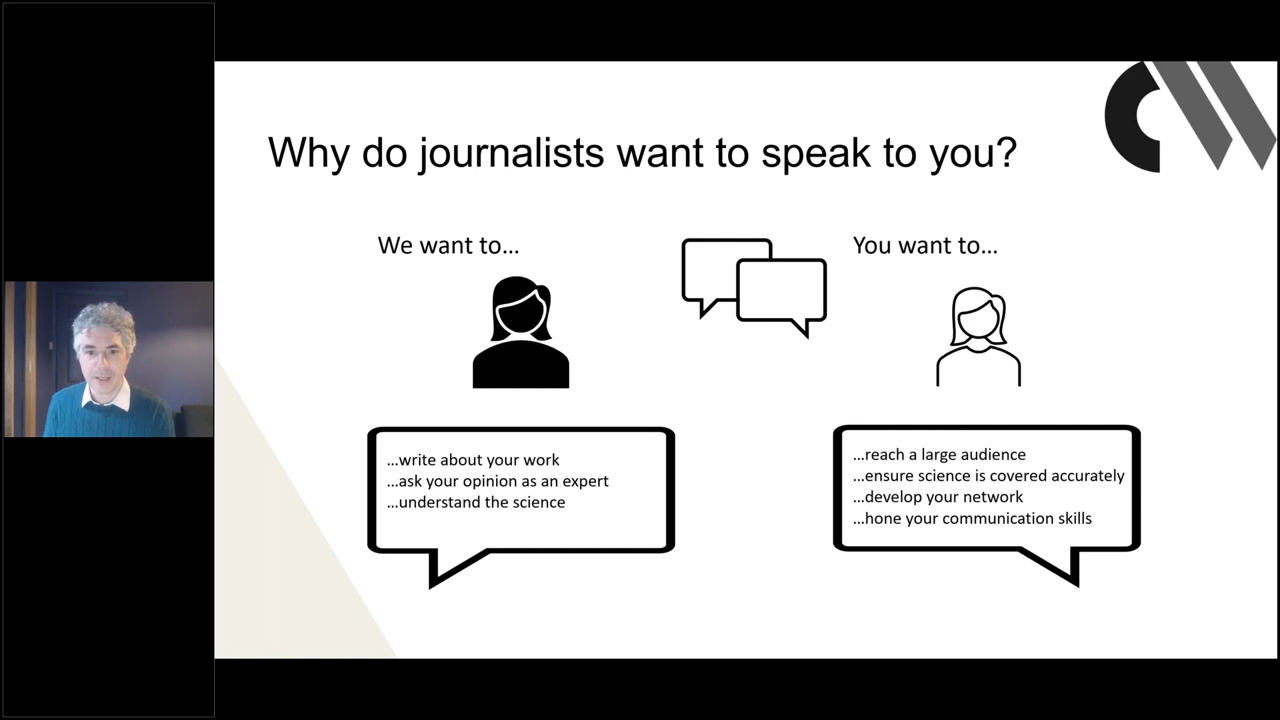 Why do journalists want to speak to you?
We want to...
You want to...
...write about your work
...ask your opinion as an expert
...understand the science
...reach a large audience
...ensure science is covered accurately
...develop your network
...hone your communication skills